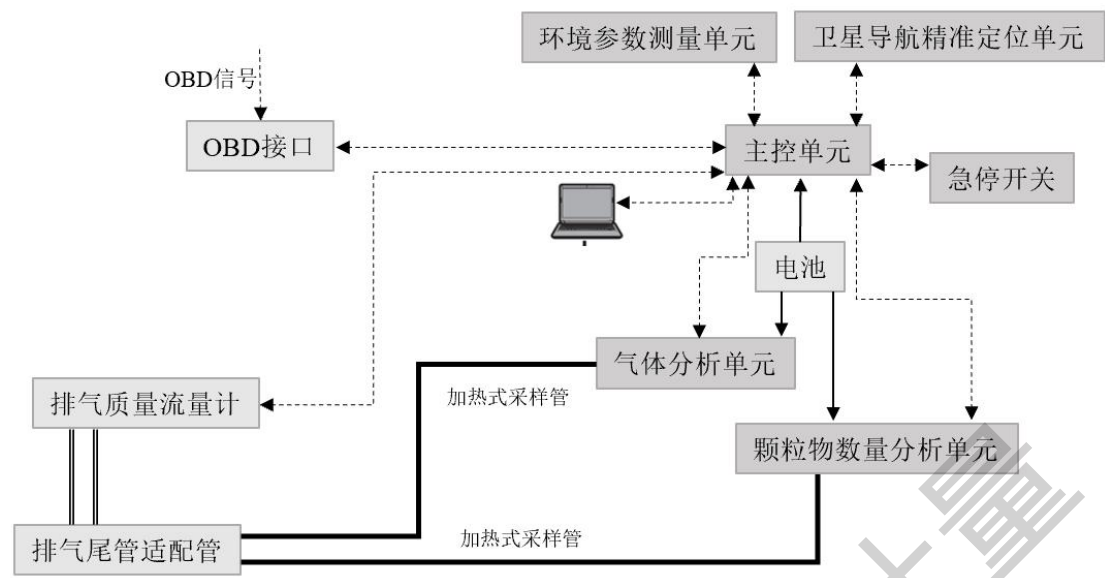 环境参数测量单元
卫星导航精准定位单元
OBD信号
OBD接口
主控单元
急停开关
电池
气体分析单元
加热式采样管
排气质量流量计
颗粒物数量分析单元
加热式采样管
排气尾管适配管
量